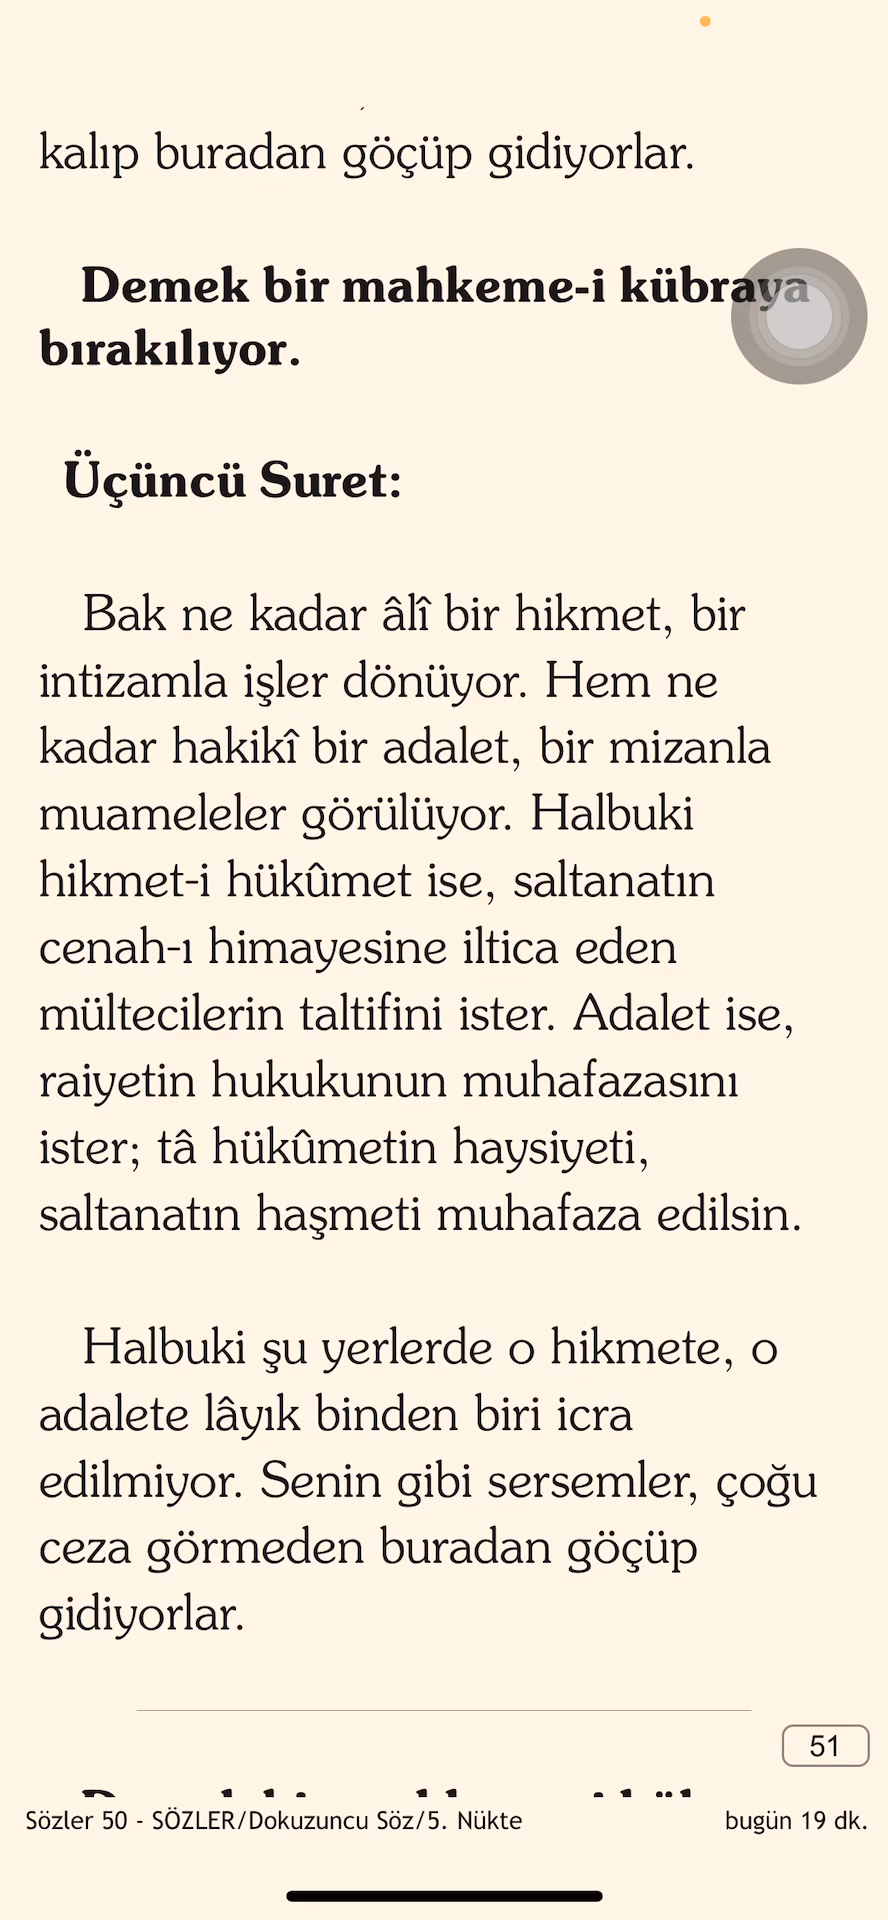 kalıp buradan göçüp gidiyorlar.
Demek bir mahkeme-i kübraya
bırakılıyor.
Üçüncü Suret:
Bak ne kadar âlî bir hikmet, bir
intizamla işler dönüyor. Hem ne
kadar hakikî bir adalet, bir mizanla
muameleler görülüyor. Halbuki
hikmet-i hükûmet ise, saltanatın
cenah-ı himayesine iltica eden
mültecilerin taltifini ister. Adalet ise,
raiyetin hukukunun muhafazasını
ister; tâ hükûmetin haysiyeti,
saltanatın haşmeti muhafaza edilsin.
Halbuki şu yerlerde o hikmete, o
adalete lâyık binden biri icra
edilmiyor. Senin gibi sersemler, çoğu
ceza görmeden buradan göçüp
gidiyorlar.
51
Sözler 50 - SÖZLER/Dokuzuncu Söz/5. Nükte bugün 19 dk.